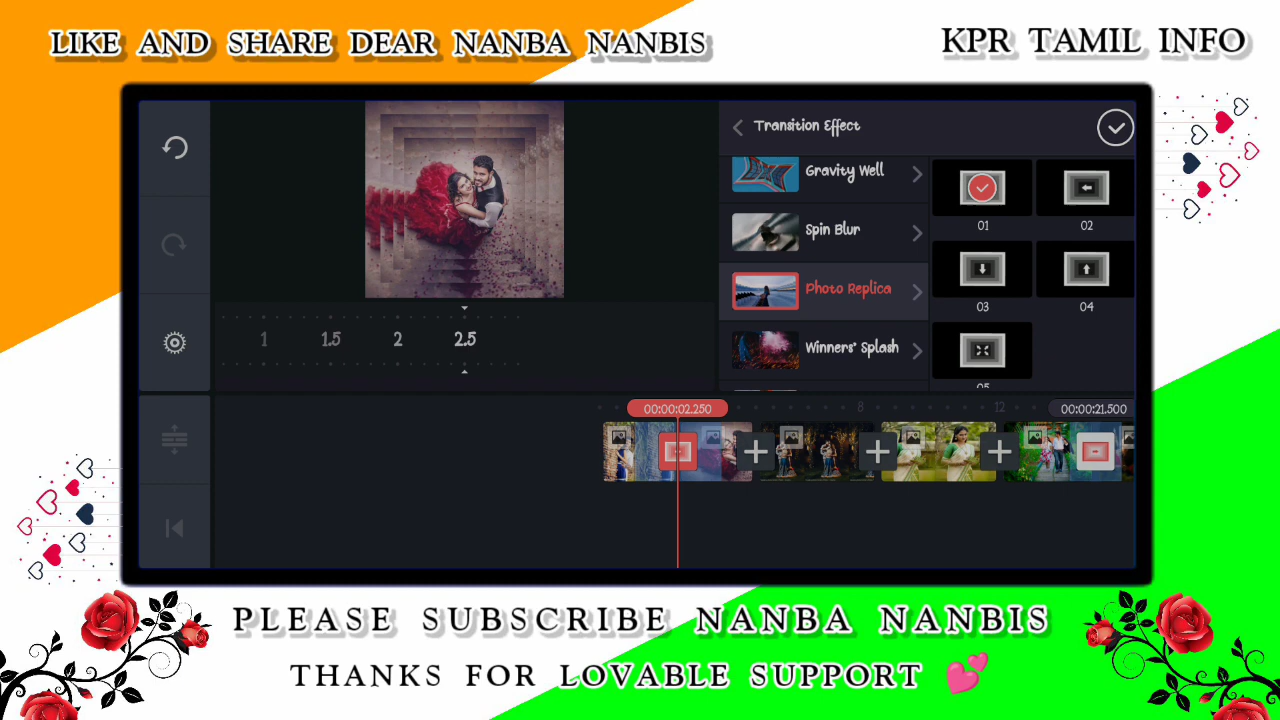 LIKE AND SHARE DEAR NANBA NANBIS
KPR TAMIL INFO
Transition Effect
Gravity Well
Spin Blur
Photo Replica
Winners' Splash
01
02
03
04
05
1
1.5
2
2.5
00:00:02.250
8
12
00:00:21.500
PLEASE SUBSCRIBE NANBA NANBIS
THANKS FOR LOVABLE SUPPORT 💕